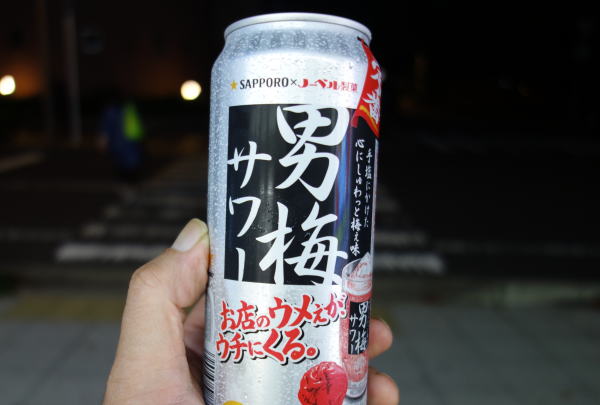 SAPPORO×ノーベル製菓
男梅
サワー
手塩にかけた
心にしゅわっと梅え味
お店のウメぇが
ウチにくる。
男梅
サワー